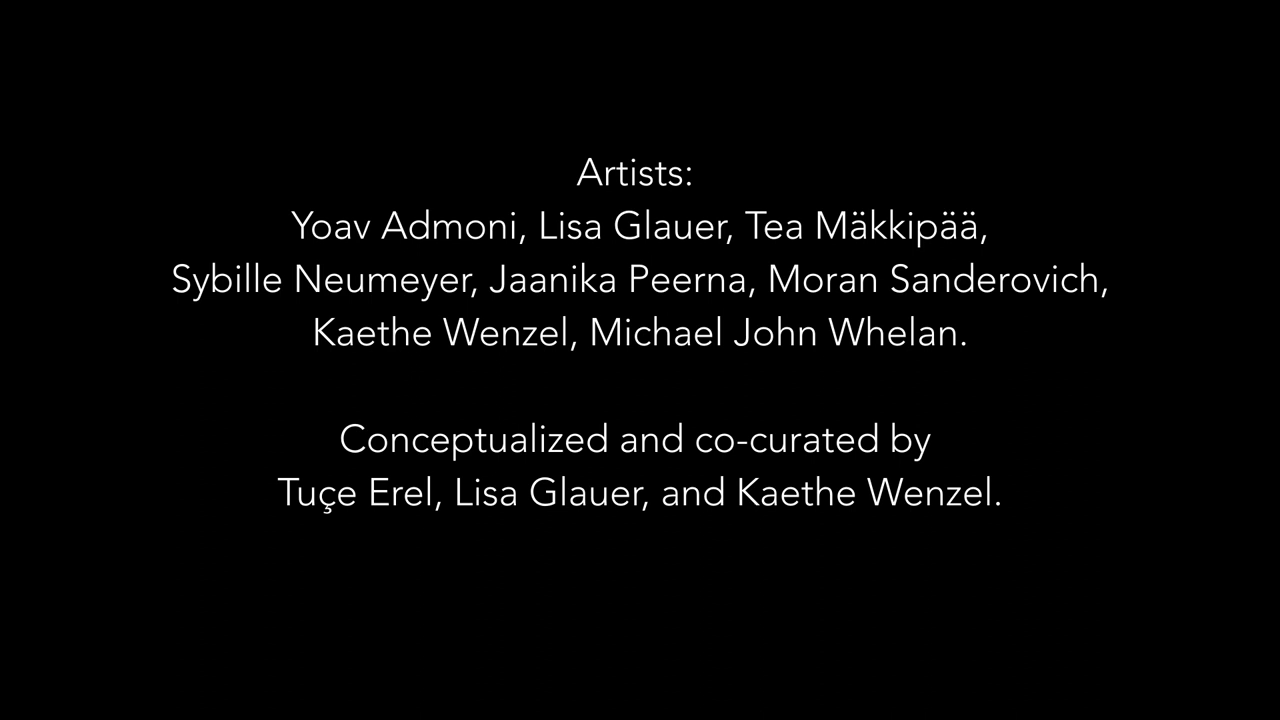 Artists:
Yoav Admoni, Lisa Glauer, Tea Mäkkipää,
Sybille Neumeyer, Jaanika Peerna, Moran Sanderovich,
Kaethe Wenzel, Michael John Whelan.
Conceptualized and co-curated by
Tuçe Erel, Lisa Glauer, and Kaethe Wenzel.